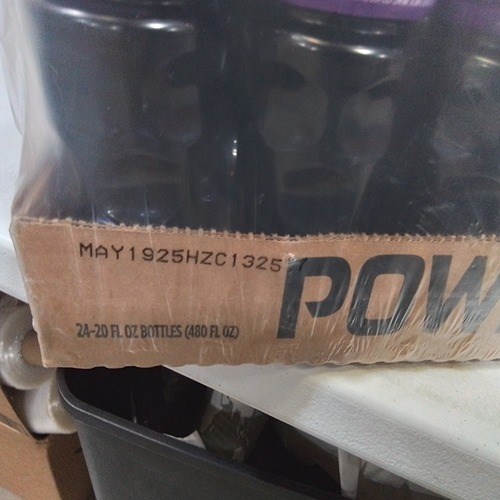 MAY1925HZC1325
POW
24-20 FL OZ BOTTLES (480 FL OZ)